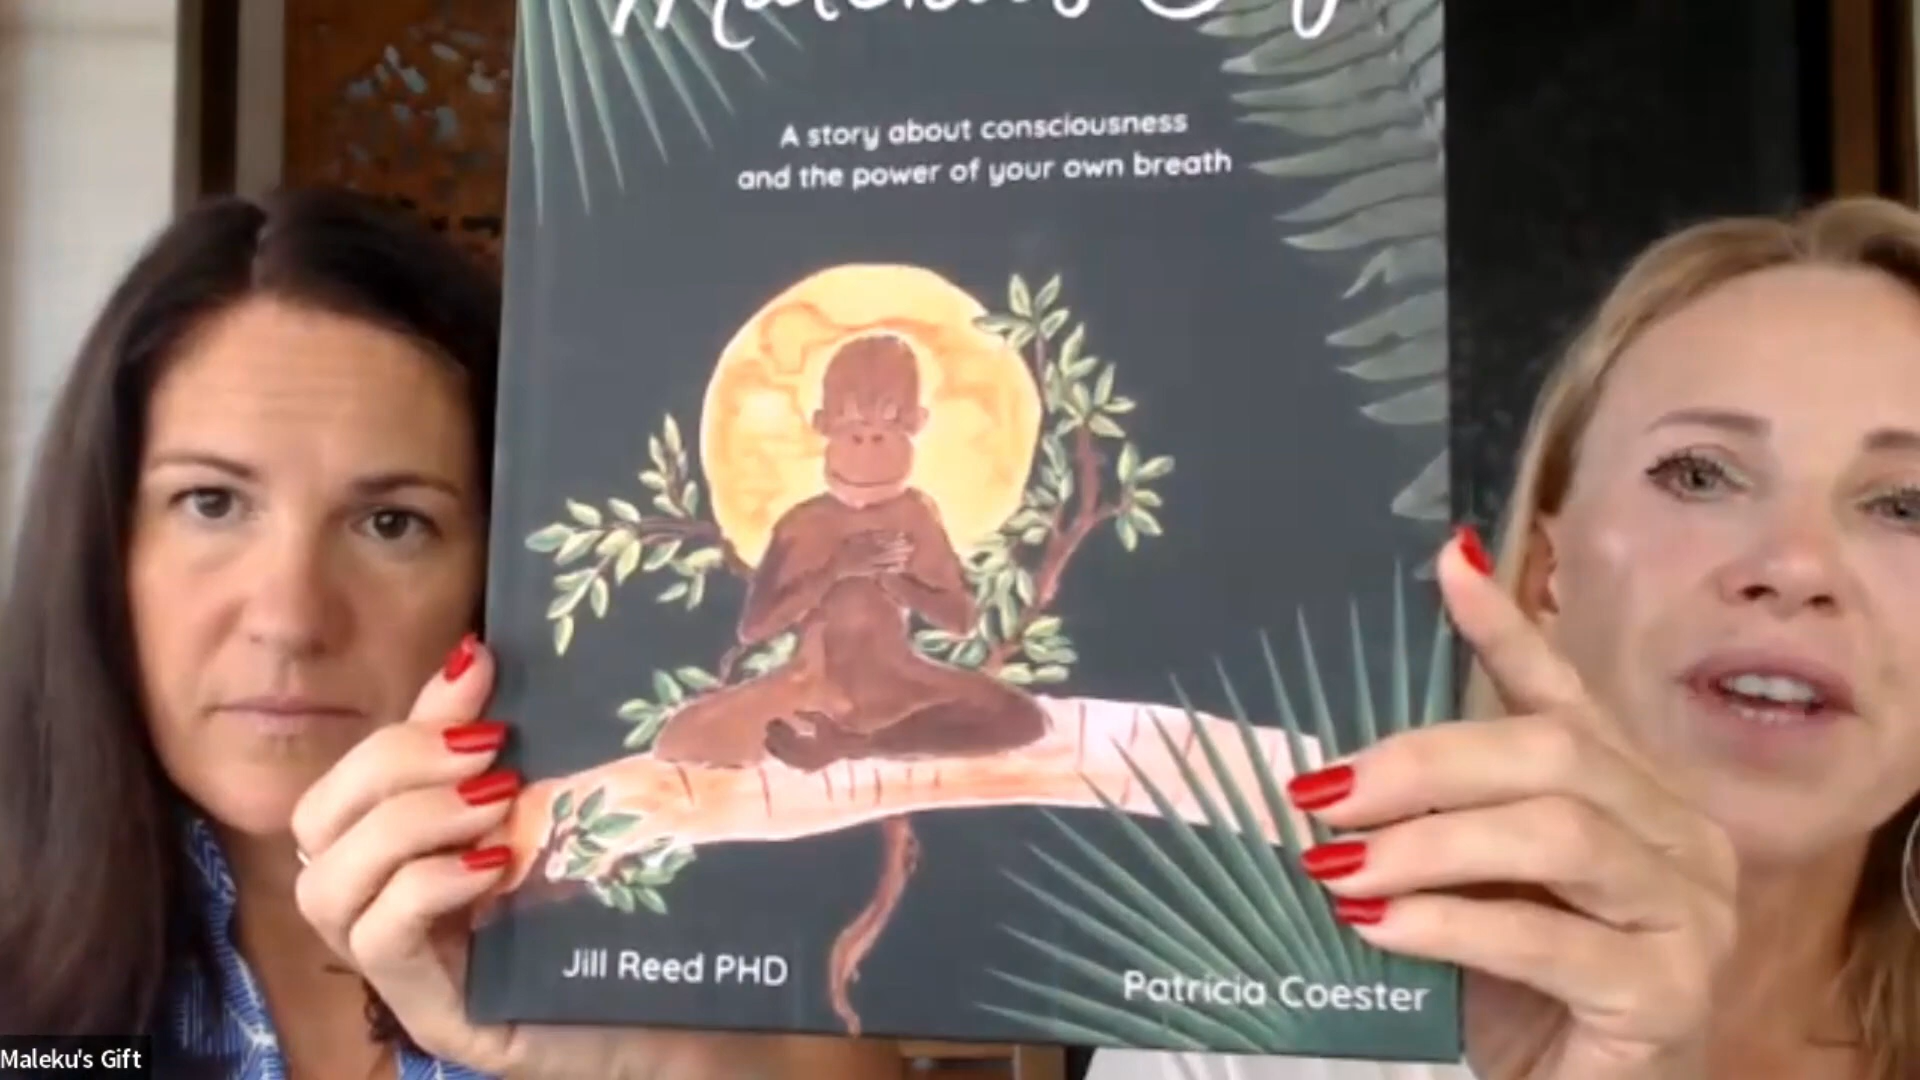 A story about consciousness
and the power of your own breath
Jill Reed PHD
Patricia Coester
Maleku's Gift